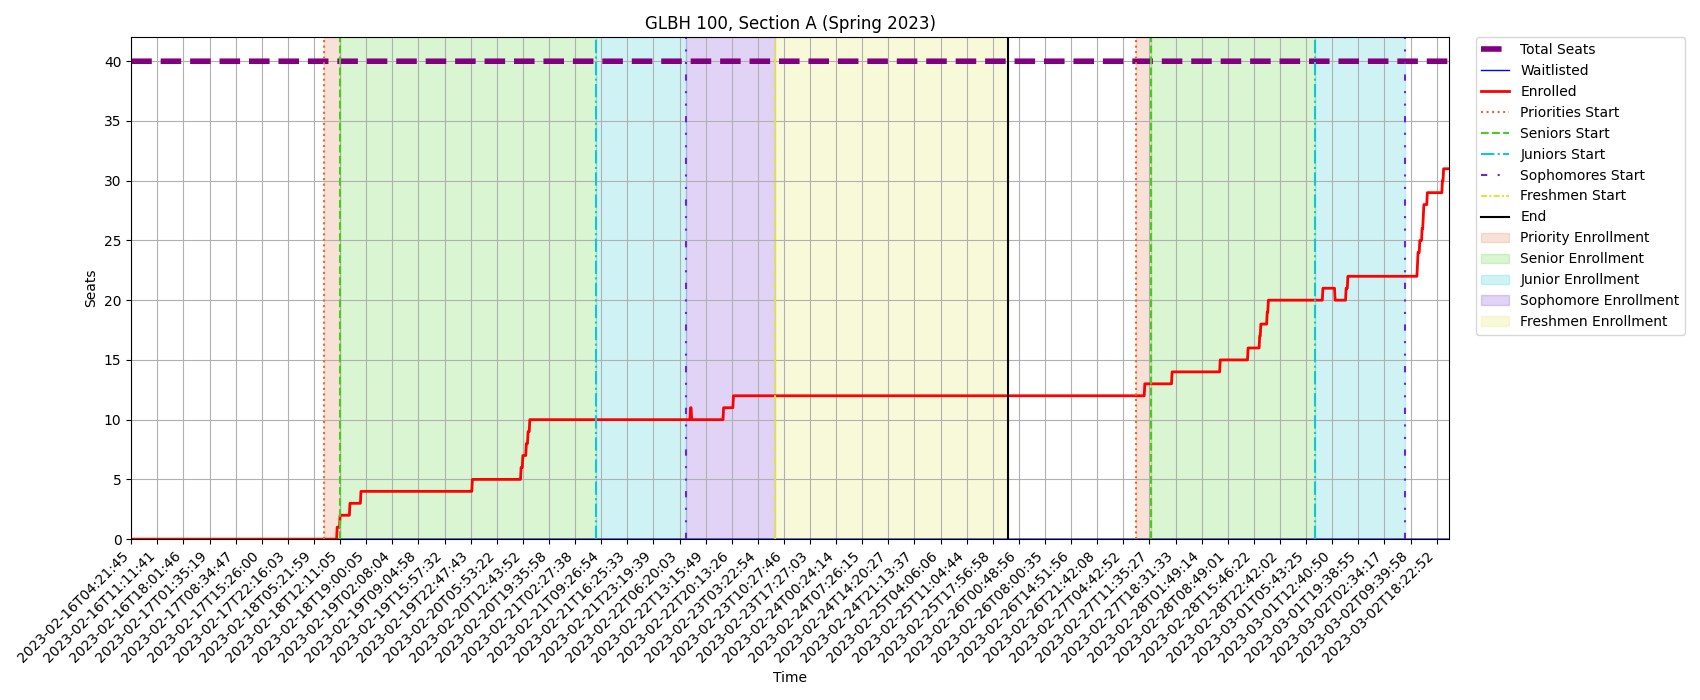 GLBH 100, Section A (Spring 2023)
40
35
30
25
20
15
10
5
0
Seats
2023-02-16T04:21:45
2023-02-16T11:11:41
2023-02-16T18:01:46
2023-02-17T01:35:19
2023-02-17T08:34:47
2023-02-17T15:26:00
2023-02-17T22:16:03
2023-02-18T05:21:59
2023-02-18T12:11:05
2023-02-18T19:00:05
2023-02-19T02:08:04
2023-02-19T09:04:58
2023-02-19T15:57:32
2023-02-19T22:47:43
2023-02-20T05:53:22
2023-02-20T12:43:52
2023-02-20T19:35:58
2023-02-21T02:27:38
2023-02-21T09:26:54
2023-02-21T16:25:33
2023-02-21T23:19:39
2023-02-22T06:20:03
2023-02-22T13:15:49
2023-02-22T20:13:26
2023-02-23T03:22:54
2023-02-23T10:27:46
2023-02-23T17:27:03
2023-02-24T00:24:14
2023-02-24T07:26:15
2023-02-24T14:20:27
2023-02-24T21:13:37
2023-02-25T04:06:06
2023-02-25T11:04:44
2023-02-25T17:56:58
2023-02-26T00:48:56
2023-02-26T08:00:35
2023-02-26T14:51:56
2023-02-26T21:42:08
2023-02-27T04:42:52
2023-02-27T11:35:27
2023-02-27T18:31:33
2023-02-28T01:49:14
2023-02-28T08:49:01
2023-02-28T15:46:22
2023-02-28T22:42:02
2023-03-01T05:43:25
2023-03-01T12:40:50
2023-03-01T19:38:55
2023-03-02T02:34:17
2023-03-02T09:39:58
2023-03-02T18:22:52
Time
Total Seats
Waitlisted
Enrolled
Priorities Start
Seniors Start
Juniors Start
Sophomores Start
Freshmen Start
End
Priority Enrollment
Senior Enrollment
Junior Enrollment
Sophomore Enrollment
Freshmen Enrollment